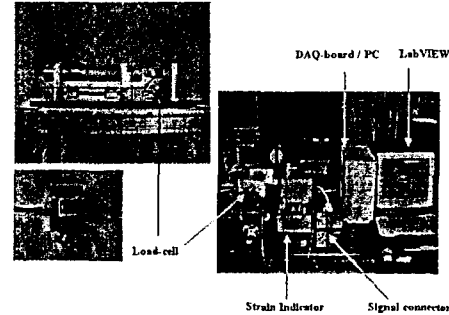 DAQ-board / PC LabVIEW
Load-cell
Strain Indicator Signal connector